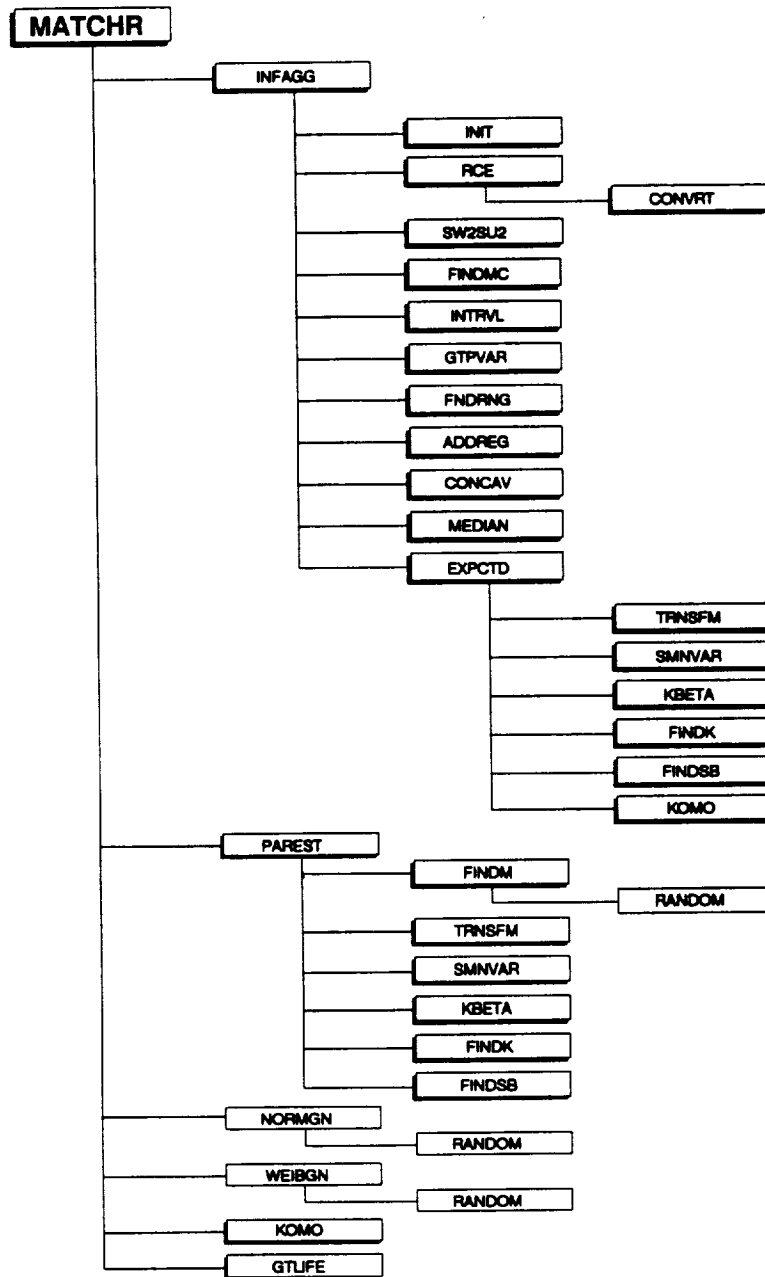 MATCHR
INFAGG
INIT
RCE
CONVRT
SW2SU2
FINDMC
INTRVL
GTPVAR
FNDRNG
ADDREG
CONCAV
MEDIAN
EXPCTD
TRNSFM
SMNVAR
KBETA
FINDK
FINDSB
KOMO
PAREST
FINDM
RANDOM
TRNSFM
SMNVAR
KBETA
FINDK
FINDSB
NORMGN
RANDOM
WEIBGN
RANDOM
KOMO
GTLIFE